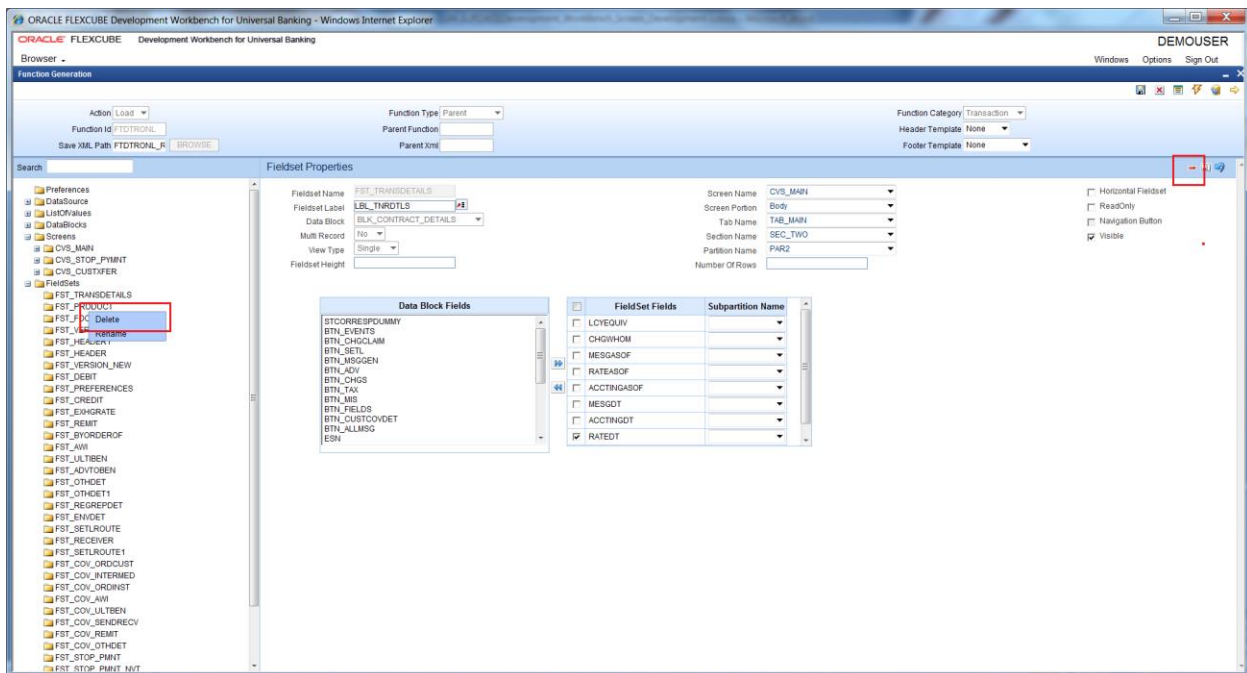 ORACLE FLEXCUBE Development Workbench for Universal Banking - Windows Internet Explorer
ORACLE FLEXCUBE Development Workbench for Universal Banking
DEMOUSER
Browser
Windows Options Sign Out
Function Generation
Action Load
Function Type Parent
Function Category Transaction
Function Id FTDTRONL
Parent Function
Header Template None
Save XML Path FTDTRONL_R BROWSE
Parent Xml
Footer Template None
Search
Fieldset Properties
Preferences
DataSource
ListOfValues
DataBlocks
Screens
CVS_MAIN
CVS_STOP_PYMNT
CVS_CUSTXFER
FieldSets
FST_TRANSDETAILS
FST_PRODUCT
Delete
Rename
FST_HEADER1
FST_HEADER
FST_VERSION_NEW
FST_DEBIT
FST_PREFERENCES
FST_CREDIT
FST_EXHGRATE
FST_REMIT
FST_BYORDEROF
FST_AWI
FST_ULTIBEN
FST_ADVTOBEN
FST_OTHDET
FST_OTHDET1
FST_REGREPDET
FST_ENVDET
FST_SETLROUTE
FST_RECEIVER
FST_SETLROUTE1
FST_COV_ORDCUST
FST_COV_INTERMED
FST_COV_ORDINST
FST_COV_AWI
FST_COV_ULTBEN
FST_COV_SENDRECV
FST_COV_REMIT
FST_COV_OTHDET
FST_STOP_PMNT
FST_STOP_PMNT_NVT
Fieldset Name FST_TRANSDETAILS
Fieldset Label LBL_TNRDTLS
Data Block BLK_CONTRACT_DETAILS
Multi Record No
View Type Single
Fieldset Height
Screen Name CVS_MAIN
Screen Portion Body
Tab Name TAB_MAIN
Section Name SEC_TWO
Partition Name PAR2
Number Of Rows
Horizontal Fieldset
ReadOnly
Navigation Button
Visible
Data Block Fields
STCORRESPDUMMY
BTN_EVENTS
BTN_CHGCLAIM
BTN_SETL
BTN_MSGGEN
BTN_ADV
BTN_CHGS
BTN_TAX
BTN_MIS
BTN_FIELDS
BTN_CUSTCOVDET
BTN_ALLMSG
ESN
FieldSet Fields Subpartition Name
LCYEQUIV
CHGWHOM
MESGASOF
RATEASOF
ACCTINGASOF
MESGDT
ACCTINGDT
RATEDT